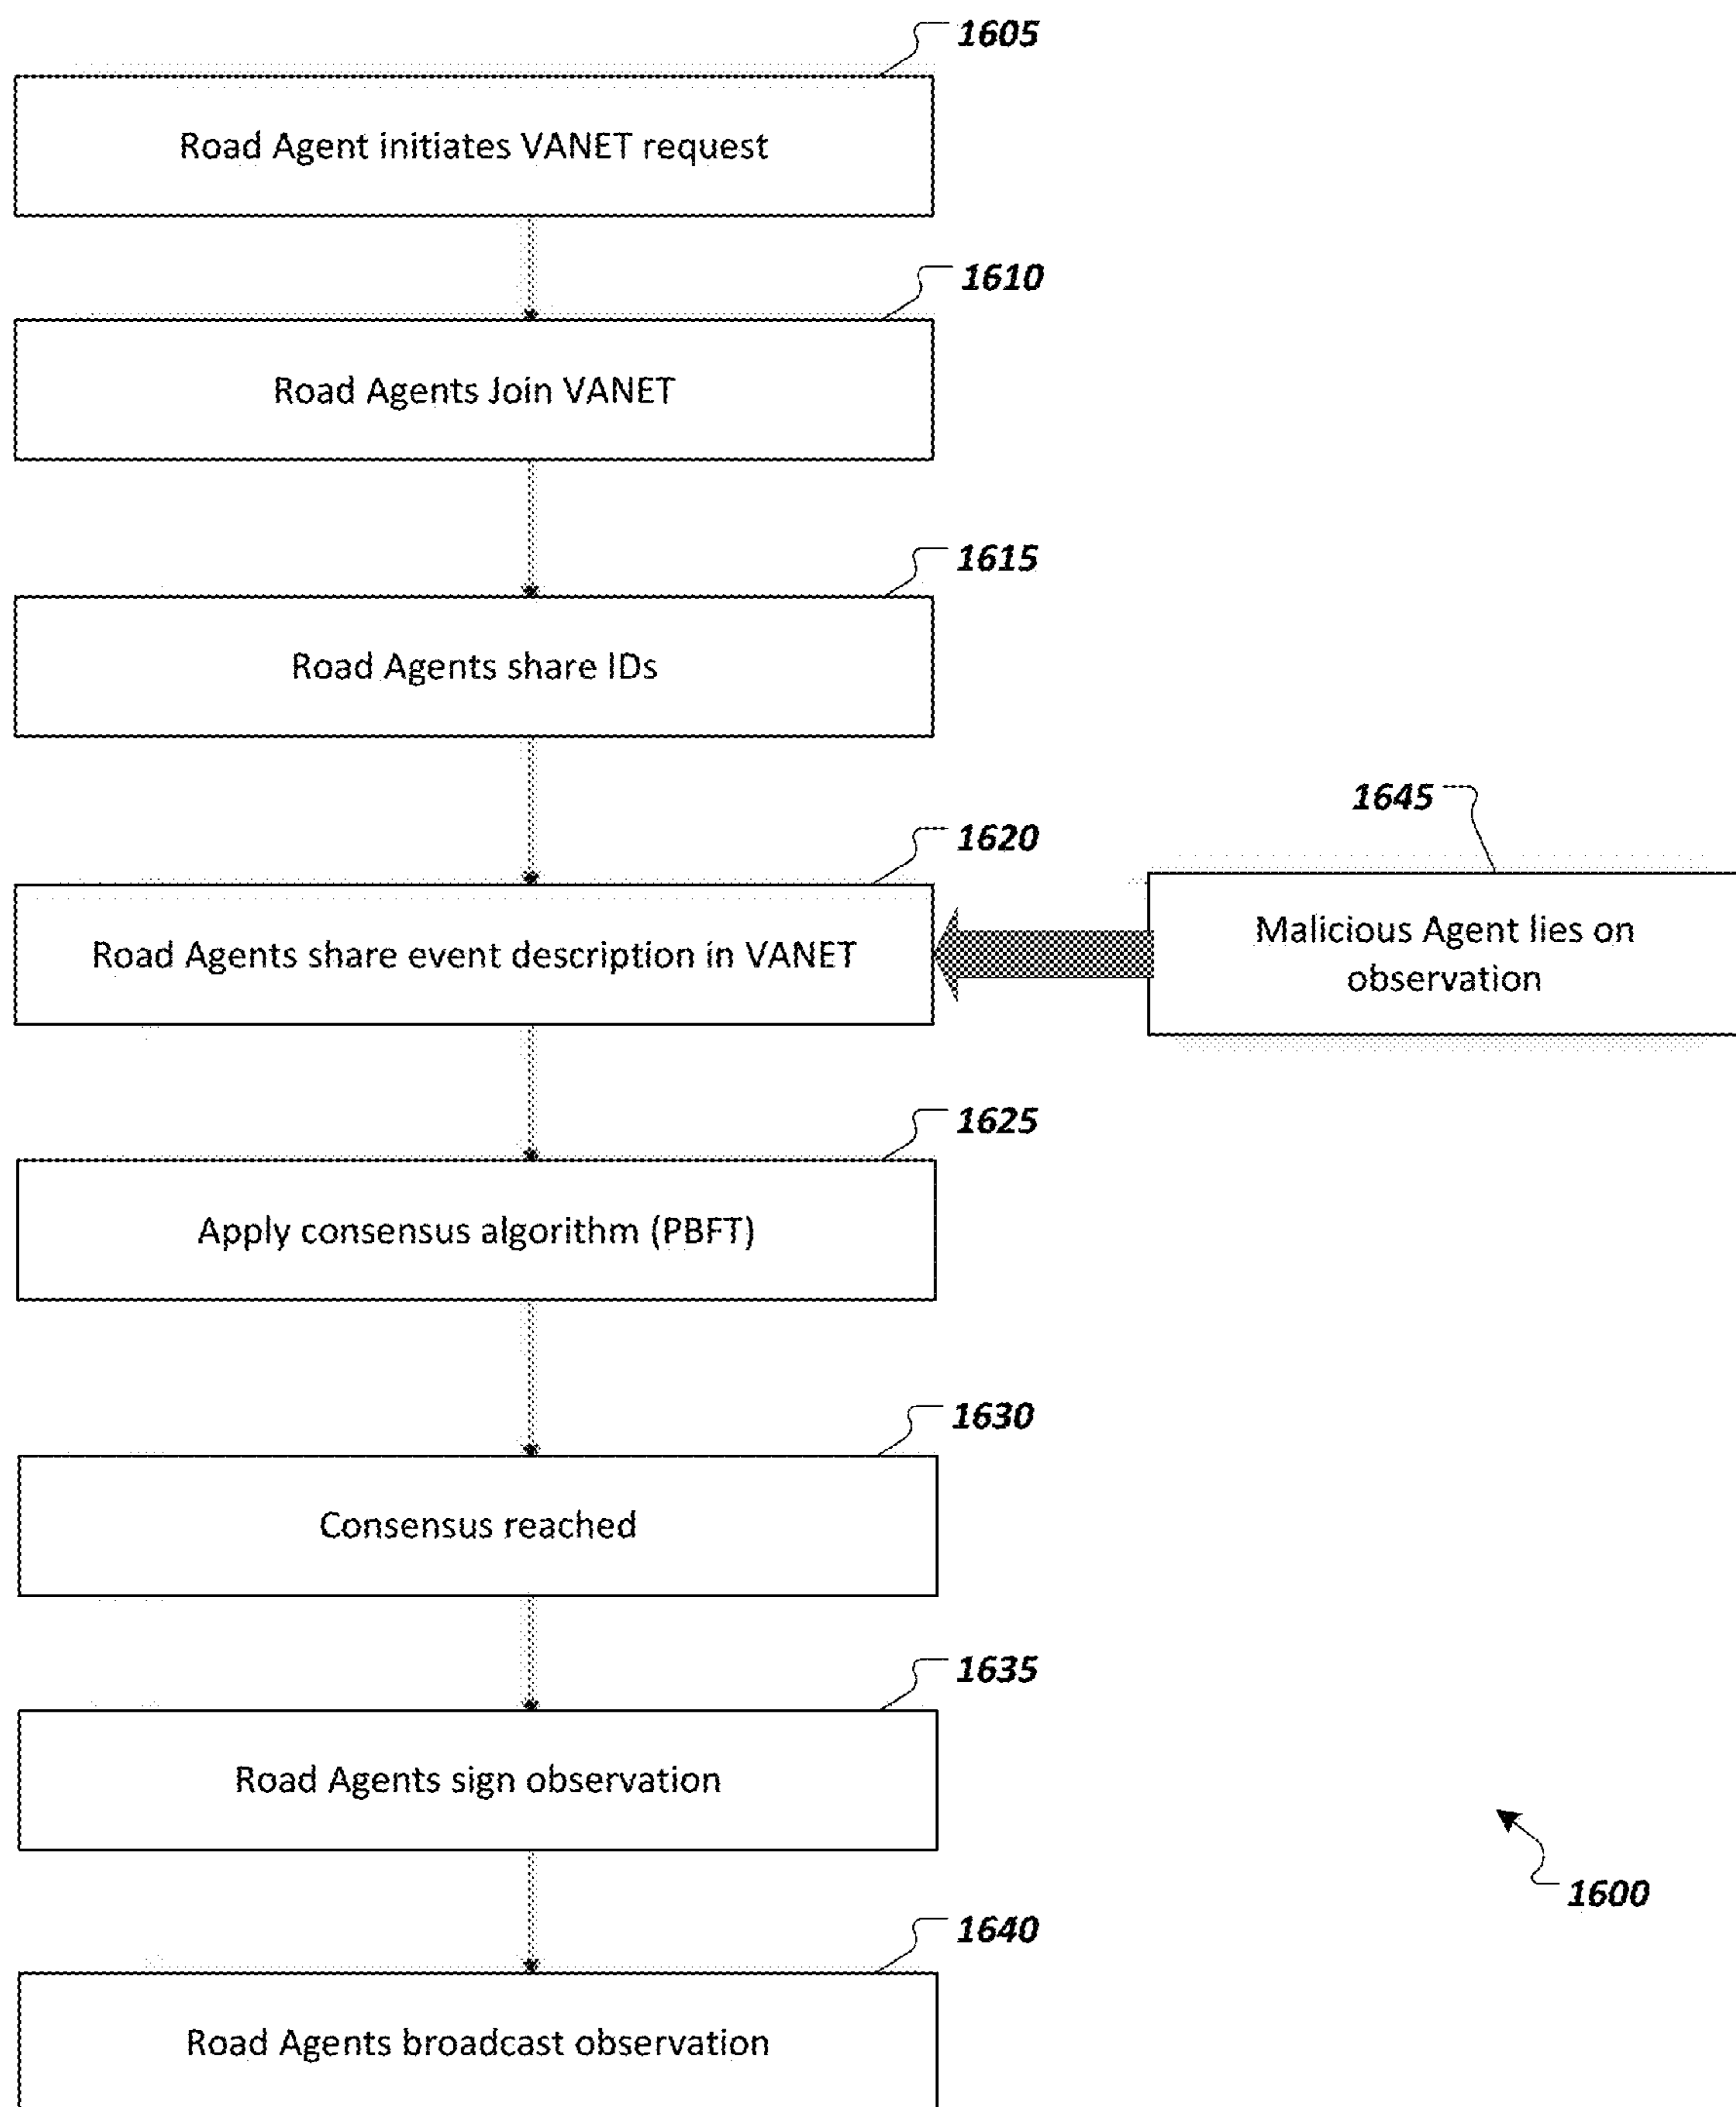 1605
Road Agent initiates VANET request
1610
Road Agents Join VANET
1615
Road Agents share IDs
1620
Road Agents share event description in VANET
1645
Malicious Agent lies on
observation
1625
Apply consensus algorithm (PBFT)
1630
Consensus reached
1635
Road Agents sign observation
1600
1640
Road Agents broadcast observation